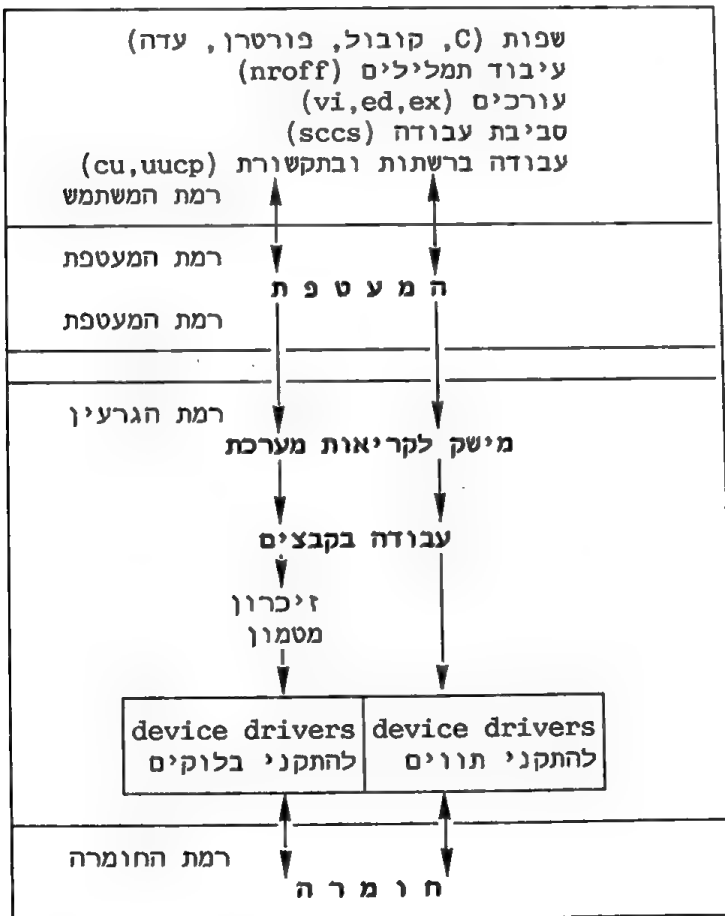 שפות (C, קובול, פורטרן, עדה)
עיבוד תמלילים (nroff)
עורכים (vi,ed,ex)
סביבת עבודה (sccs)
עבודה ברשתות ובתקשורת (cu,uucp)
רמת המשתמש
רמת המעטפת
ה מ ע ט פ ת
רמת המעטפת
רמת הגרעין
מישק לקריאות מערכת
עבודה בקבצים
זיכרון
מטמון
device drivers
להתקני תווים
device drivers
להתקני בלוקים
רמת החומרה
ח ו מ ר ה